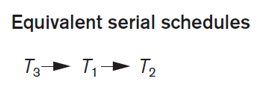 Equivalent serial schedules
T₃→ T₁→ T₂